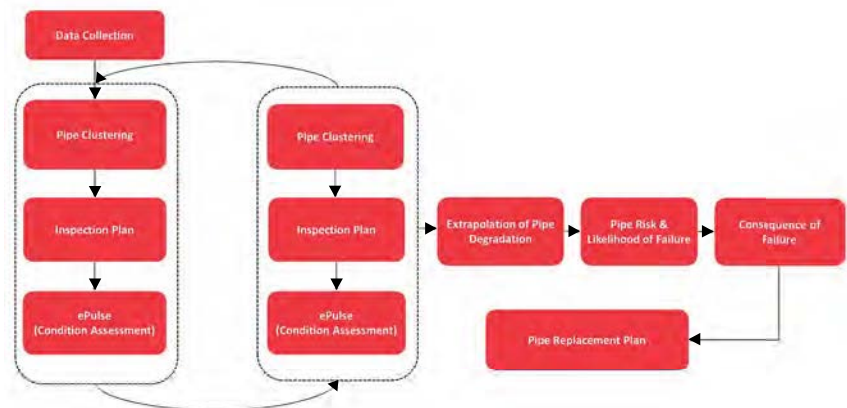 Data Collection
Pipe Clustering
Inspection Plan
ePulse
(Condition Assessment)
Pipe Clustering
Inspection Plan
ePulse
(Condition Assessment)
Extrapolation of Pipe
Degradation
Pipe Risk &
Likelihood of Failure
Consequence of
Failure
Pipe Replacement Plan